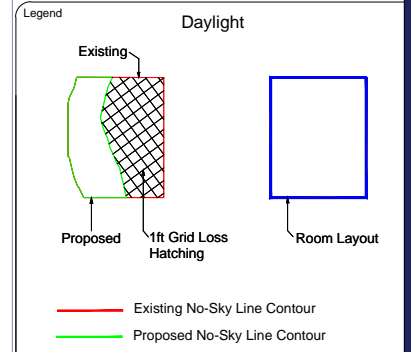 Legend
Daylight
Existing
Proposed
1ft Grid Loss
Hatching
Room Layout
Existing No-Sky Line Contour
Proposed No-Sky Line Contour